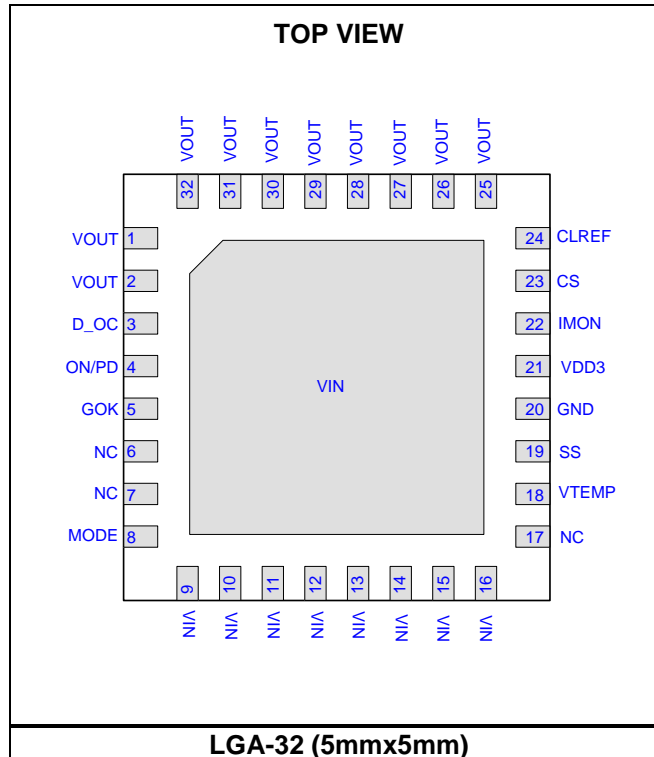 TOP VIEW
VOUT VOUT VOUT VOUT VOUT VOUT VOUT VOUT
32 31 30 29 28 27 26 25
VOUT 1
VOUT 2
D_OC 3
ON/PD 4
GOK 5
NC 6
NC 7
MODE 8
VIN
24 CLREF
23 CS
22 IMON
21 VDD3
20 GND
19 SS
18 VTEMP
17 NC
9 10 11 12 13 14 15 16
VIN VIN VIN VIN VIN VIN VIN VIN
LGA-32 (5mmx5mm)